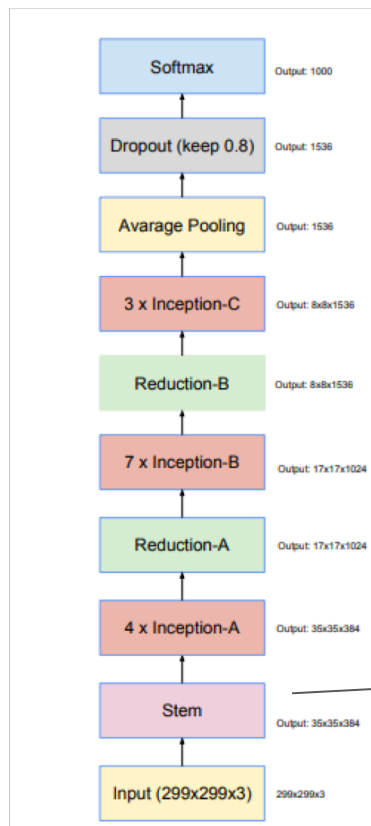 Softmax
Output: 1000
Dropout (keep 0.8)
Output: 1536
Avarage Pooling
Output: 1536
3 x Inception-C
Output: 8x8x1536
Reduction-B
Output: 8x8x1536
7 x Inception-B
Output: 17x17x1024
Reduction-A
Output: 17x17x1024
4 x Inception-A
Output: 35x35x384
Stem
Output: 35x35x384
Input (299x299x3)
299x299x3